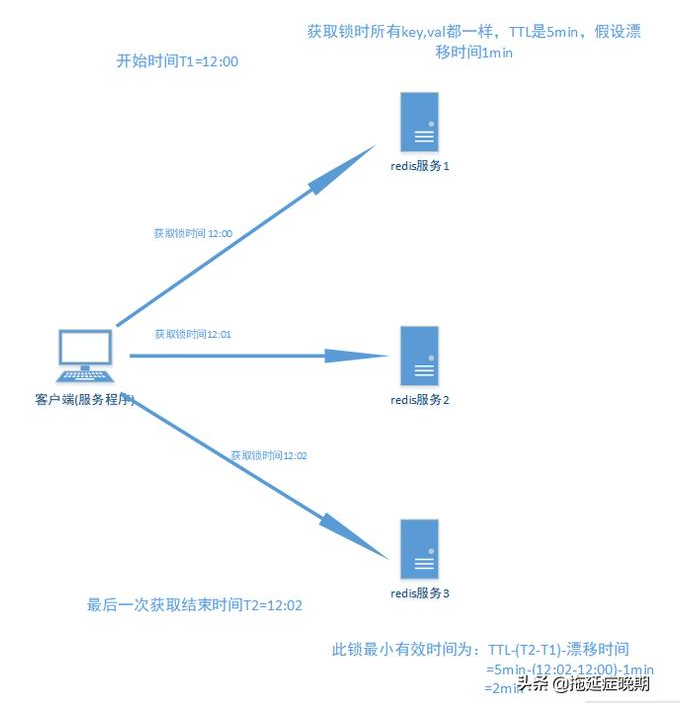 获取锁时所有key,val都一样，TTL是5min，假设漂
移时间1min
开始时间T1=12:00
redis服务1
获取锁时间 12:00
获取锁时间12:01
客户端(服务程序)
redis服务2
获取锁时间12:02
redis服务3
最后一次获取结束时间T2=12:02
此锁最小有效时间为：TTL-(T2-T1)-漂移时间
=5min-(12:02-12:00)-1min
=2min
头条 @拖延症晚期